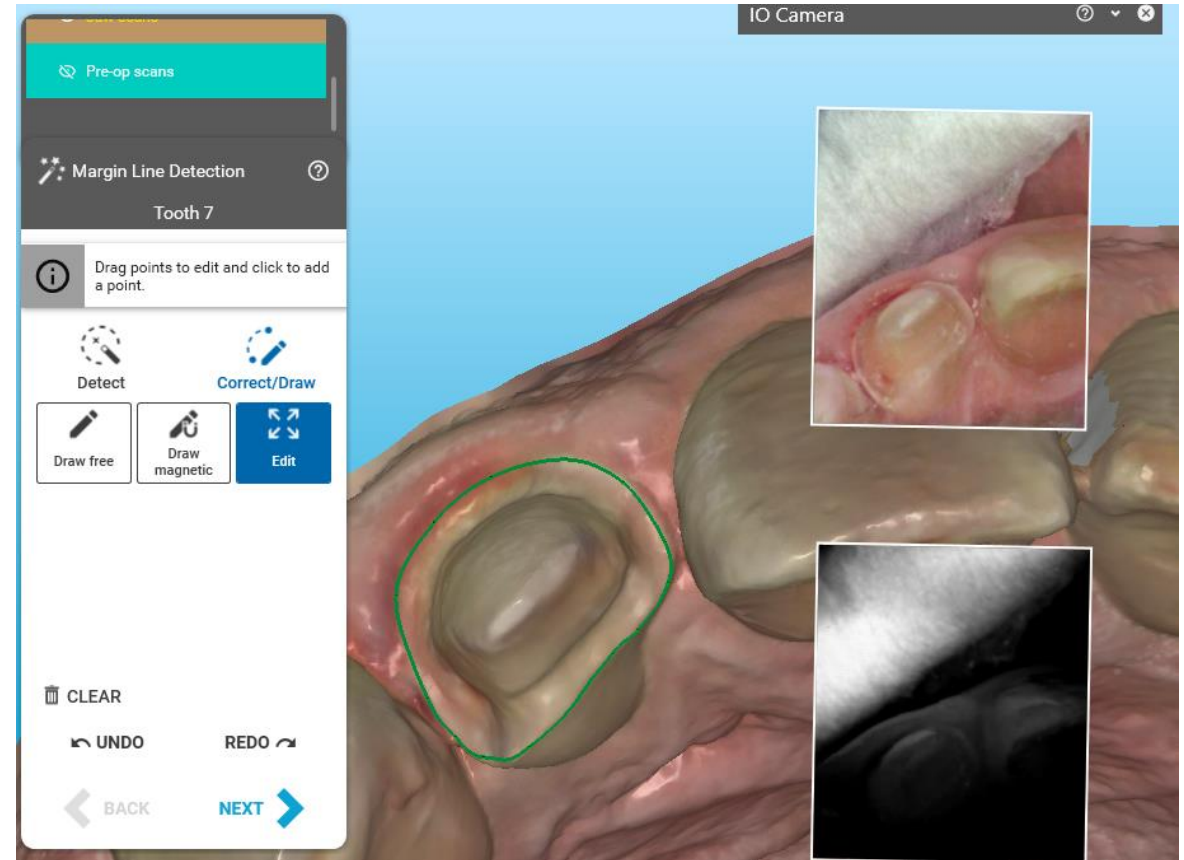 IO Camera
Pre-op scans
Margin Line Detection
Tooth 7
Drag points to edit and click to add
a point.
Detect
Correct/Draw
Draw free
Draw
magnetic
Edit
CLEAR
UNDO
REDO
BACK
NEXT